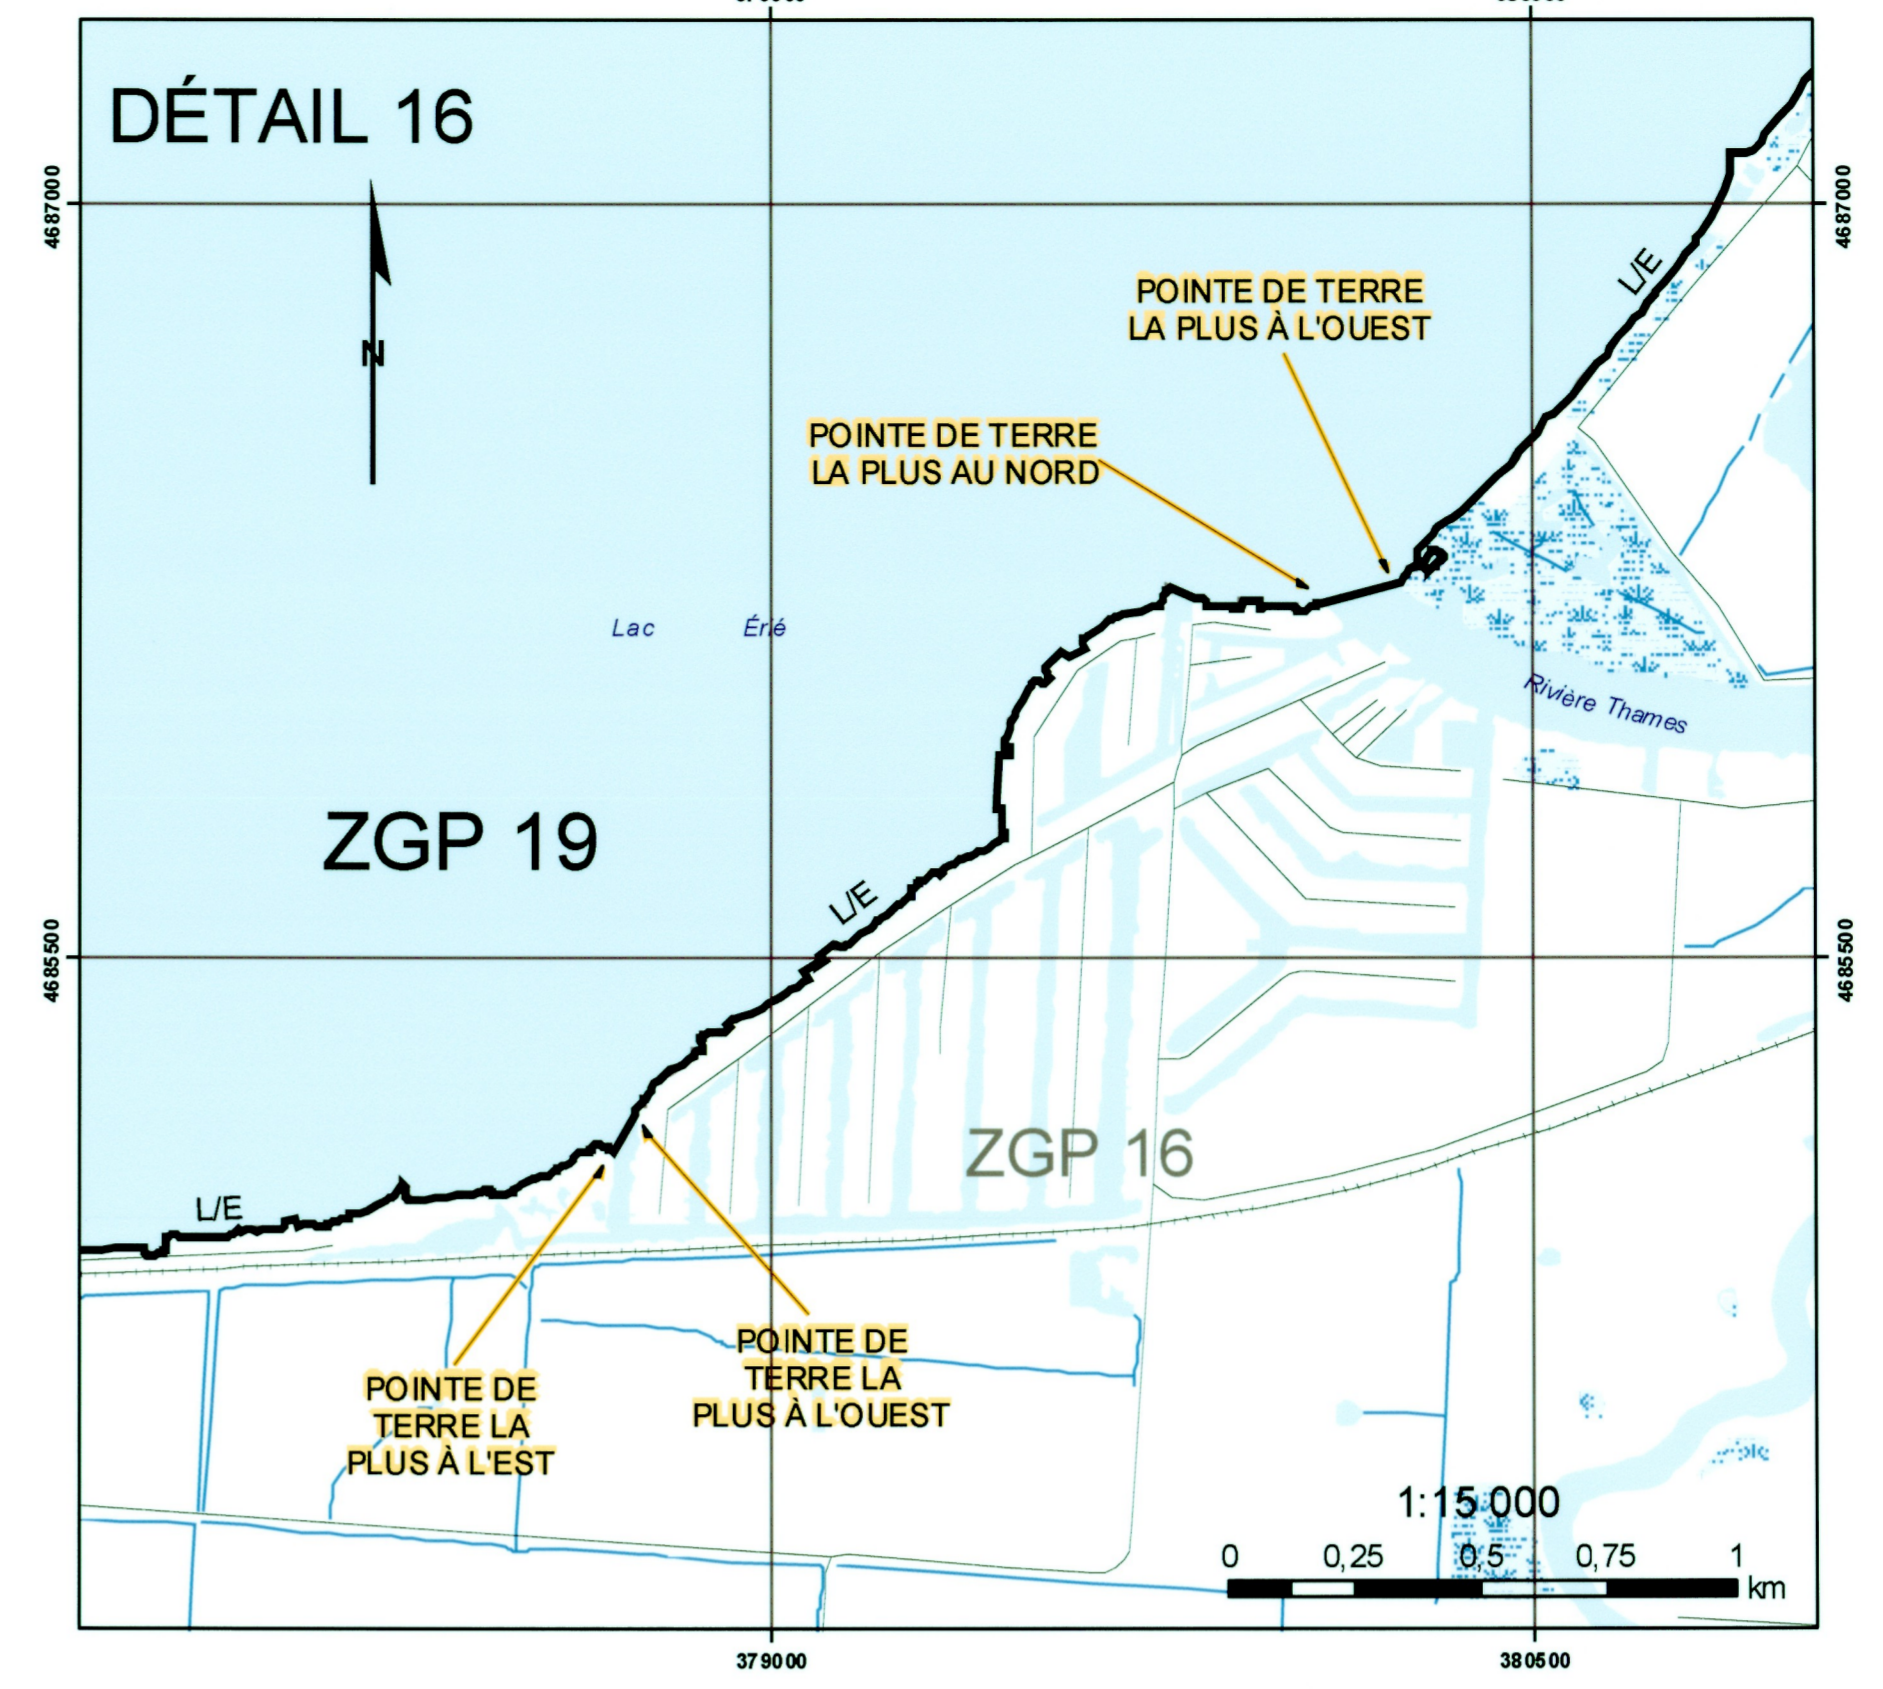 DÉTAIL 16
4687000
4687000
N
L/E
POINTE DE TERRE
LA PLUS À L'OUEST
POINTE DE TERRE
LA PLUS AU NORD
Lac Érié
Rivière Thames
ZGP 19
L/E
4685500
4685500
ZGP 16
L/E
POINTE DE
TERRE LA
PLUS À L'OUEST
POINTE DE
TERRE LA
PLUS À L'EST
1:15 000
0 0,25 0,5 0,75 1
km
379000
380500